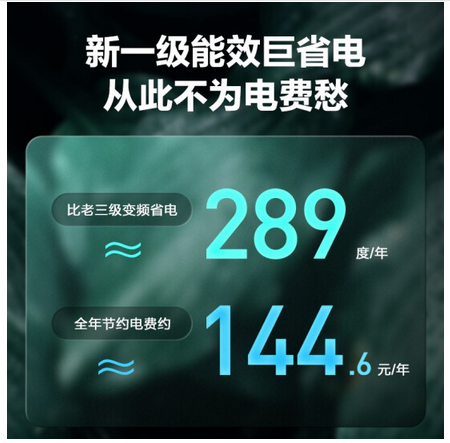 新一级能效巨省电
从此不为电费愁
比老三级变频省电
≈ 289 度/年
全年节约电费约
≈ 144.6 元/年